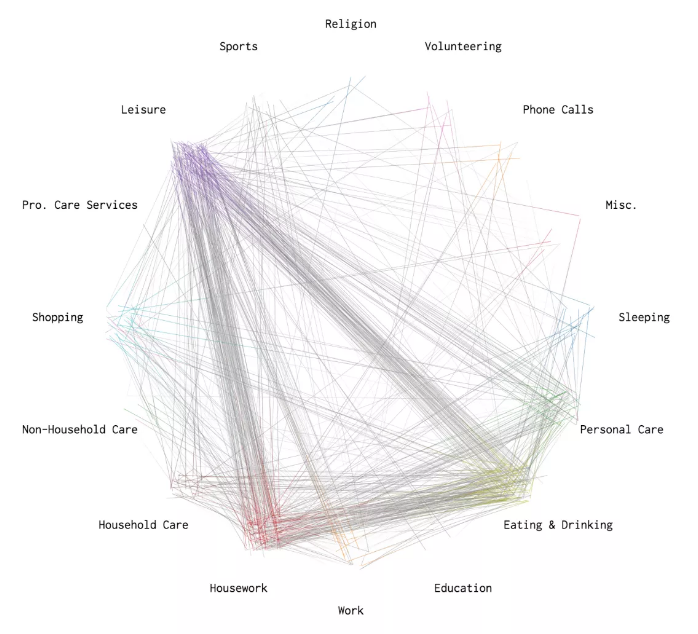 Religion
Sports
Volunteering
Leisure
Phone Calls
Pro. Care Services
Misc.
Shopping
Sleeping
Non-Household Care
Personal Care
Household Care
Eating & Drinking
Housework
Education
Work